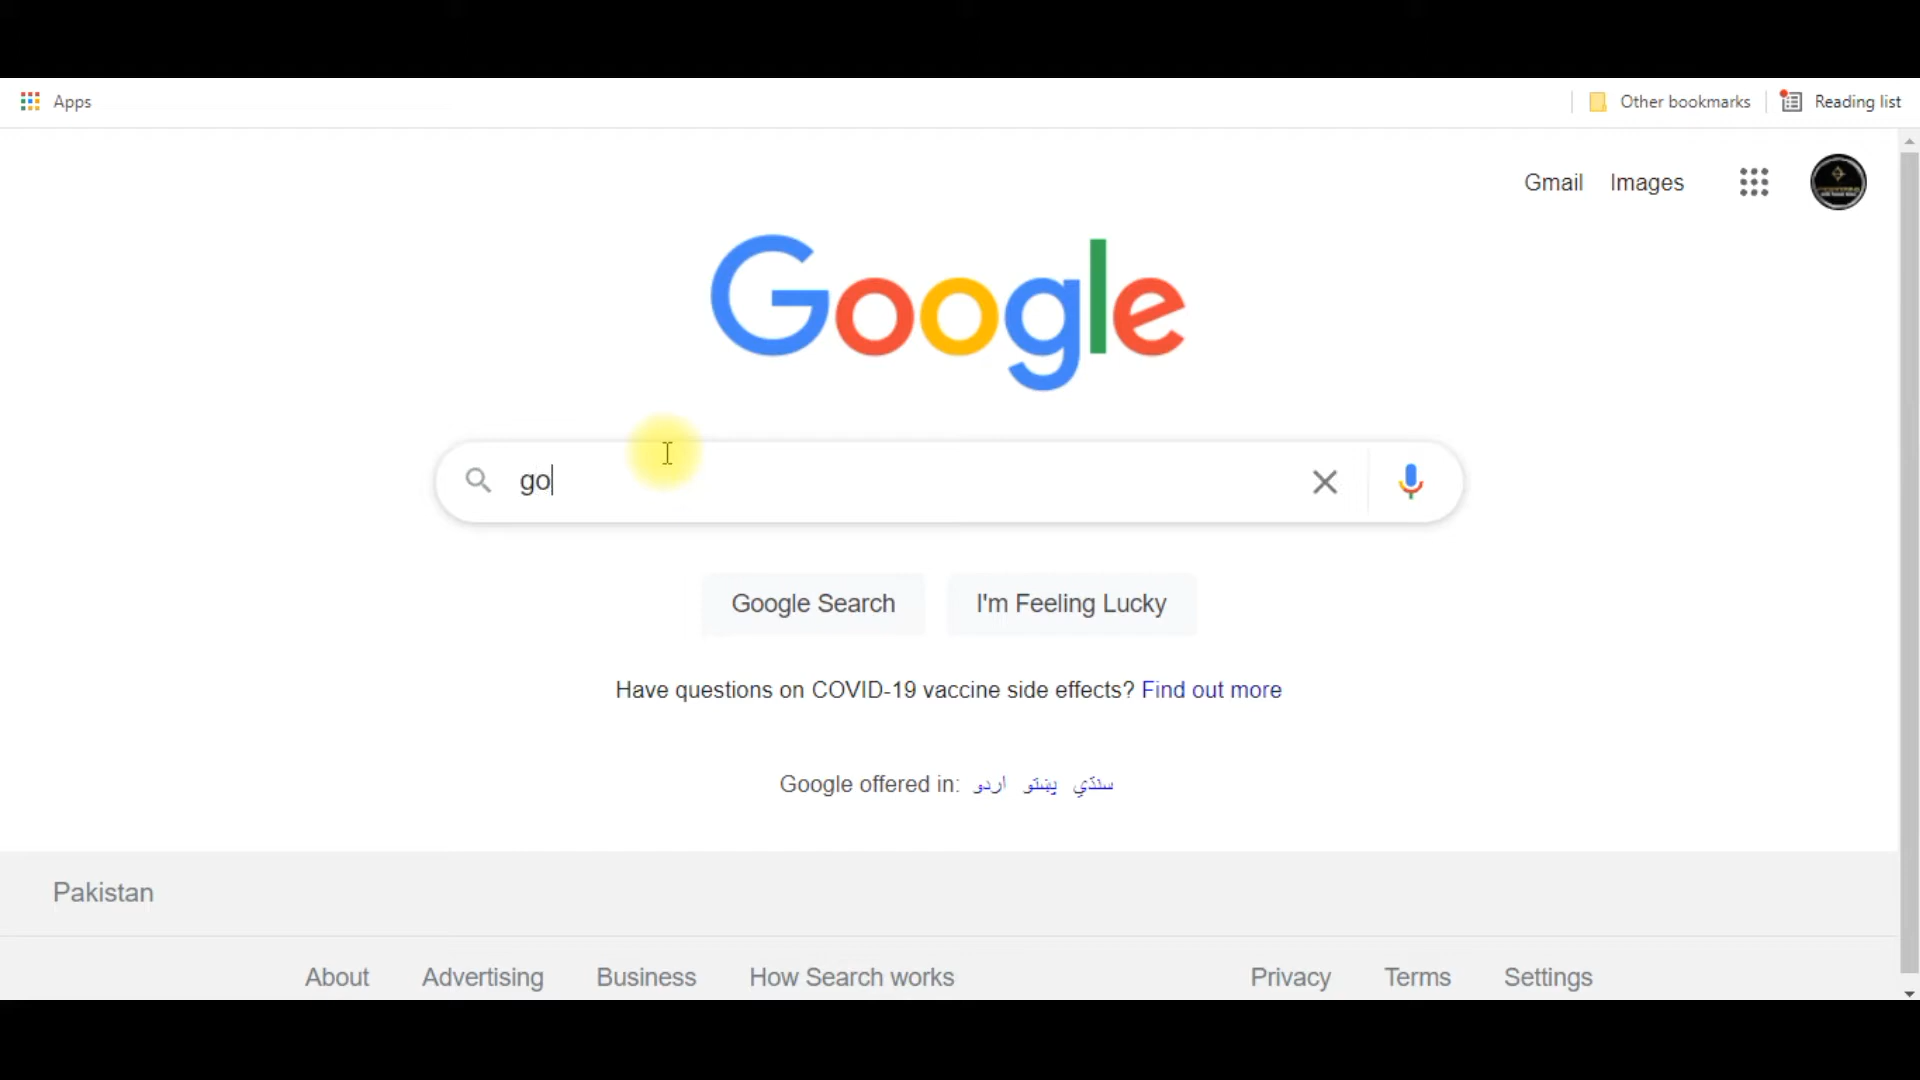 Apps Other bookmarks Reading list
Gmail Images
Google
go
Google Search I'm Feeling Lucky
Have questions on COVID-19 vaccine side effects? Find out more
Google offered in: اردو پښتو سنڌي
Pakistan
About Advertising Business How Search works Privacy Terms Settings